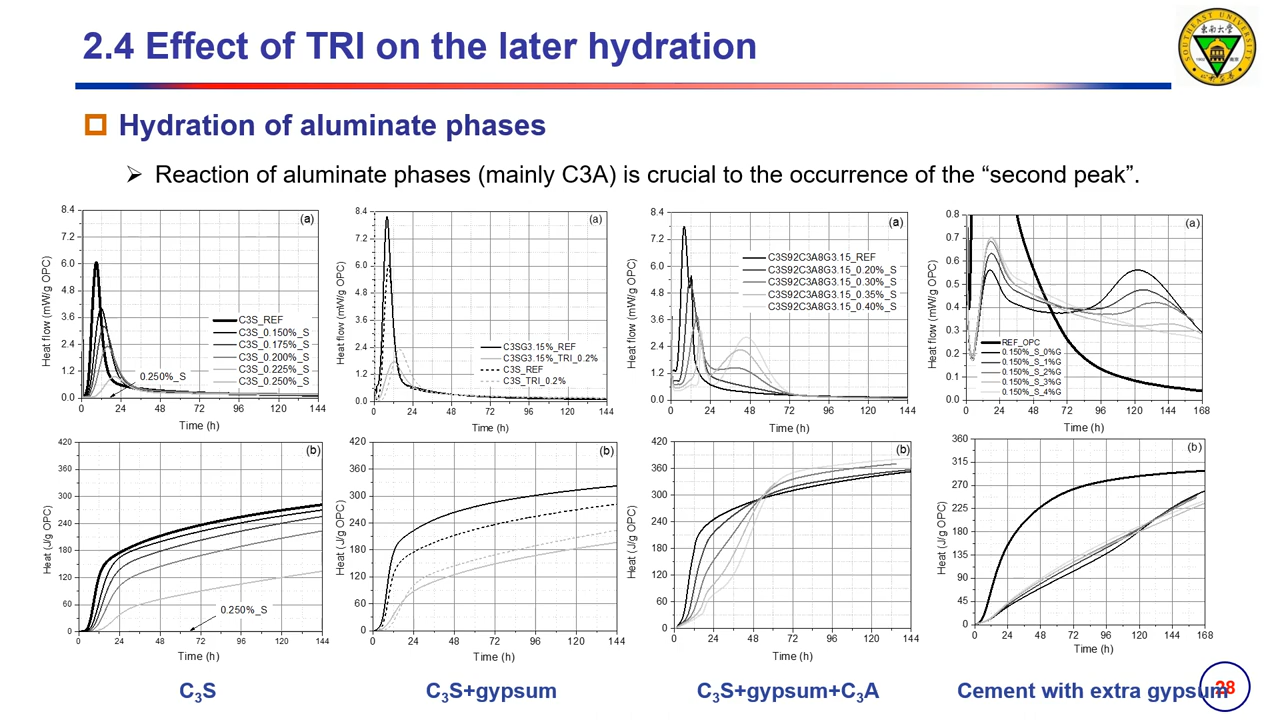 2.4 Effect of TRI on the later hydration
Hydration of aluminate phases
Reaction of aluminate phases (mainly C3A) is crucial to the occurrence of the “second peak”.
(a)
Heat flow (mW/g OPC)
8.4
7.2
6.0
4.8
3.6
2.4
1.2
0.0
C3S_REF
C3S_0.150%_S
C3S_0.175%_S
C3S_0.200%_S
C3S_0.225%_S
C3S_0.250%_S
0.250%_S
0 24 48 72 96 120 144
Time (h)
(a)
Heat flow (mW/g OPC)
8.4
7.2
6.0
4.8
3.6
2.4
1.2
0.0
C3SG3.15%_REF
C3SG3.15%_TRI_0.2%
C3S_REF
C3S_TRI_0.2%
0 24 48 72 96 120 144
Time (h)
(a)
Heat flow (mW/g OPC)
8.4
7.2
6.0
4.8
3.6
2.4
1.2
0.0
C3S92C3A8G3.15_REF
C3S92C3A8G3.15_0.20%_S
C3S92C3A8G3.15_0.30%_S
C3S92C3A8G3.15_0.35%_S
C3S92C3A8G3.15_0.40%_S
0 24 48 72 96 120 144
Time (h)
(a)
Heat flow (mW/g OPC)
0.8
0.7
0.6
0.5
0.4
0.3
0.2
0.1
0.0
REF_OPC
0.150%_S_0%G
0.150%_S_1%G
0.150%_S_2%G
0.150%_S_3%G
0.150%_S_4%G
0 24 48 72 96 120 144 168
Time (h)
(b)
Heat (J/g OPC)
420
360
300
240
180
120
60
0
0.250%_S
0 24 48 72 96 120 144
Time (h)
(b)
Heat (J/g OPC)
420
360
300
240
180
120
60
0
0 24 48 72 96 120 144
Time (h)
(b)
Heat (J/g OPC)
420
360
300
240
180
120
60
0
0 24 48 72 96 120 144
Time (h)
(b)
Heat (J/g OPC)
360
315
270
225
180
135
90
45
0
0 24 48 72 96 120 144 168
Time (h)
C3S
C3S+gypsum
C3S+gypsum+C3A
Cement with extra gypsum
28
SOUTHEAST UNIVERSITY